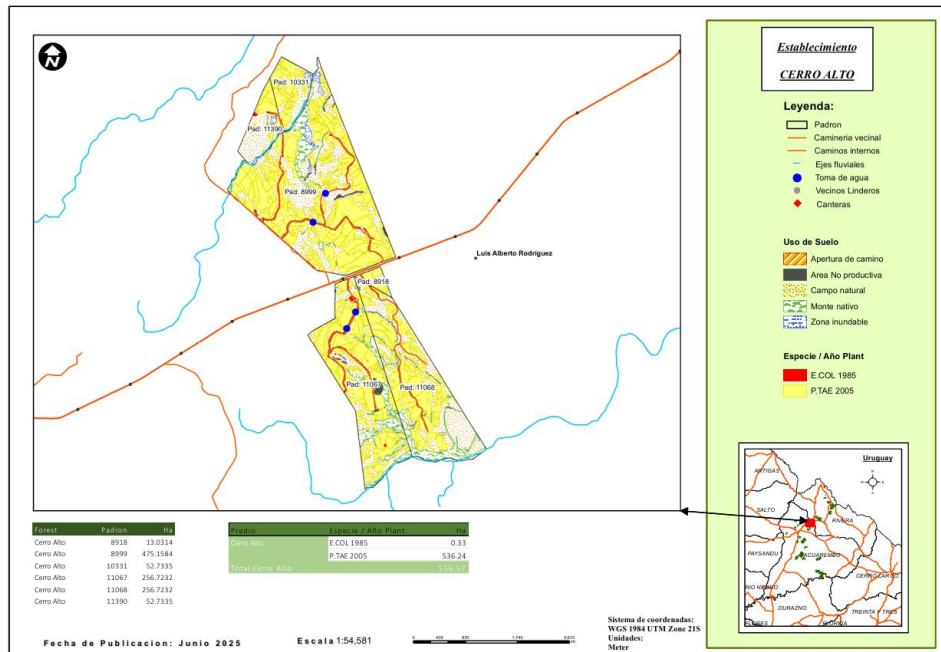 N
Pad: 10331
Pad: 11390
Pad: 8999
Luis Alberto Rodriguez
Pad: 8918
Pad: 11067
Pad: 11068
Establecimiento
CERRO ALTO
Leyenda:
Padron
Camineria vecinal
Caminos internos
Ejes fluviales
Toma de agua
Vecinos Linderos
Canteras
Uso de Suelo
Apertura de camino
Area No productiva
Campo natural
Monte nativo
Zona inundable
Especie / Año Plant
E.COL 1985
P.TAE 2005
Uruguay
ARTIGAS
SALTO
RIVERA
PAYSANDU
TACUAREMBO
CERRO LARGO
RIO NEGRO
DURAZNO
TREINTA Y TRES
FLORES
FLORIDA
Forest Padron Ha
Cerro Alto 8918 13.0314
Cerro Alto 8999 475.1584
Cerro Alto 10331 52.7335
Cerro Alto 11067 256.7232
Cerro Alto 11068 256.7232
Cerro Alto 11390 52.7335
Predio Especie / Año Plant. Ha
Cerro Alto E.COL 1985 0.33
P.TAE 2005 536.24
Total Cerro Alto 536.57
Fecha de Publicacion: Junio 2025
Escala 1:54,581
0 435 870 1,740 2,610
Sistema de coordenadas:
WGS 1984 UTM Zone 21S
Unidades:
Meter